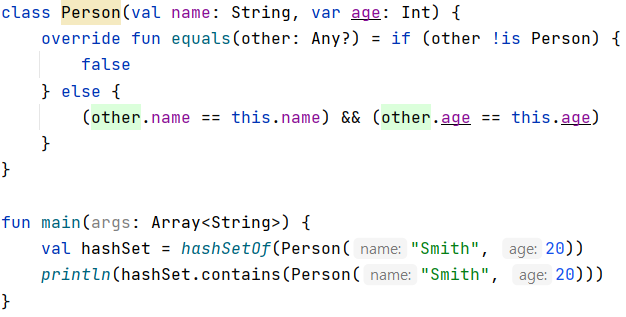 class Person(val name: String, var age: Int) {
    override fun equals(other: Any?) = if (other !is Person) {
        false
    } else {
        (other.name == this.name) && (other.age == this.age)
    }
}

fun main(args: Array<String>) {
    val hashSet = hashSetOf(Person( name: "Smith", age: 20))
    println(hashSet.contains(Person( name: "Smith", age: 20)))
}